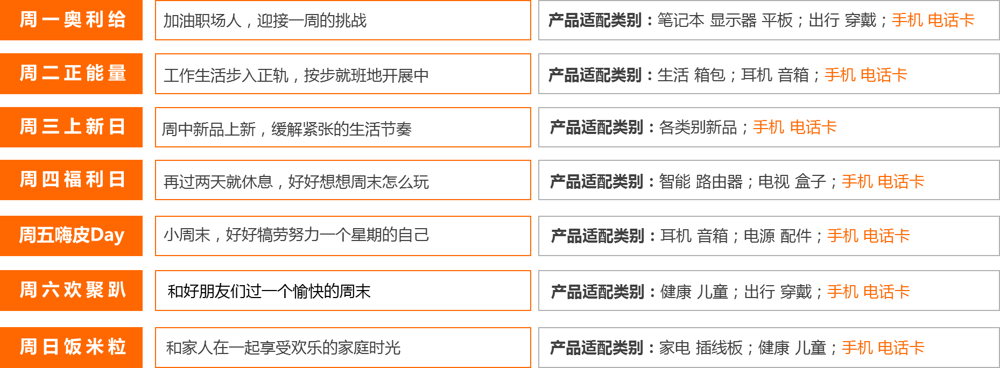 周一奥利给
加油职场人，迎接一周的挑战
产品适配类别：笔记本 显示器 平板；出行 穿戴；手机 电话卡
周二正能量
工作生活步入正轨，按步就班地开展中
产品适配类别：生活 箱包；耳机 音箱；手机 电话卡
周三上新日
周中新品上新，缓解紧张的生活节奏
产品适配类别：各类别新品；手机 电话卡
周四福利日
再过两天就休息，好好想想周末怎么玩
产品适配类别：智能 路由器；电视 盒子；手机 电话卡
周五嗨皮Day
小周末，好好犒劳努力一个星期的自己
产品适配类别：耳机 音箱；电源 配件；手机 电话卡
周六欢聚趴
和好朋友们过一个愉快的周末
产品适配类别：健康 儿童；出行 穿戴；手机 电话卡
周日饭米粒
和家人在一起享受欢乐的家庭时光
产品适配类别：家电 插线板；健康 儿童；手机 电话卡